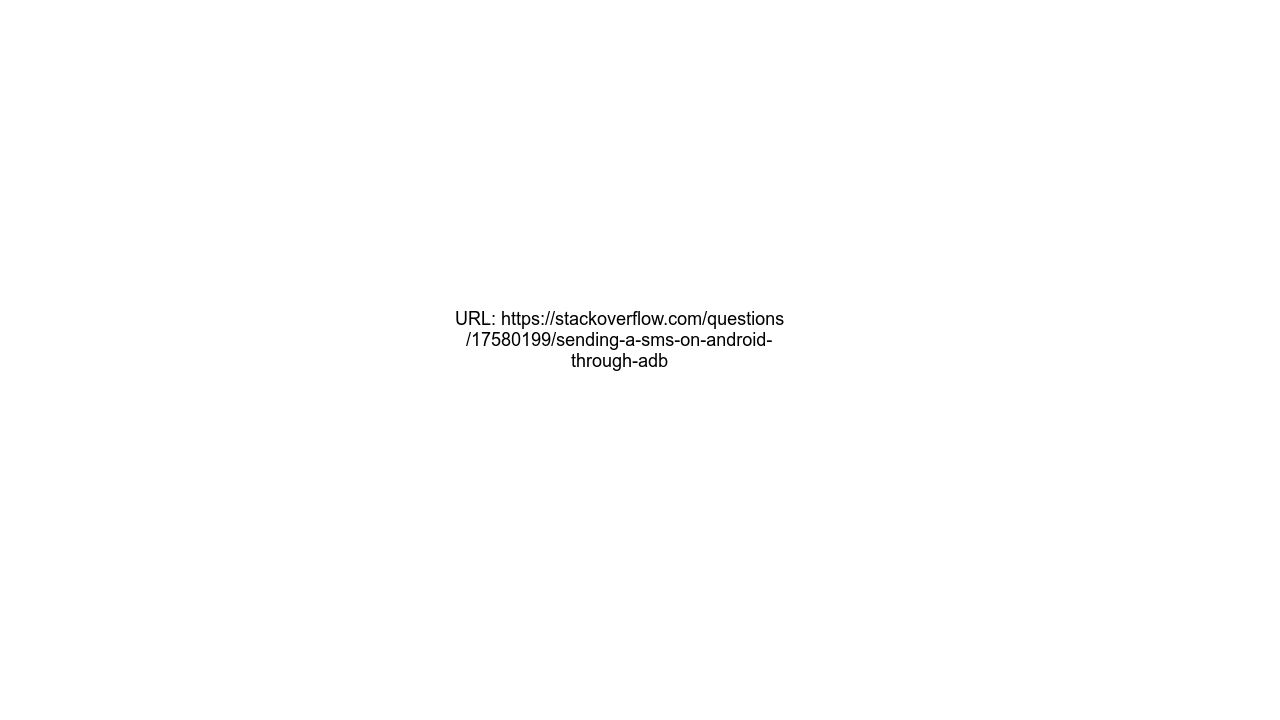 URL: https://stackoverflow.com/questions
/17580199/sending-a-sms-on-android-
through-adb